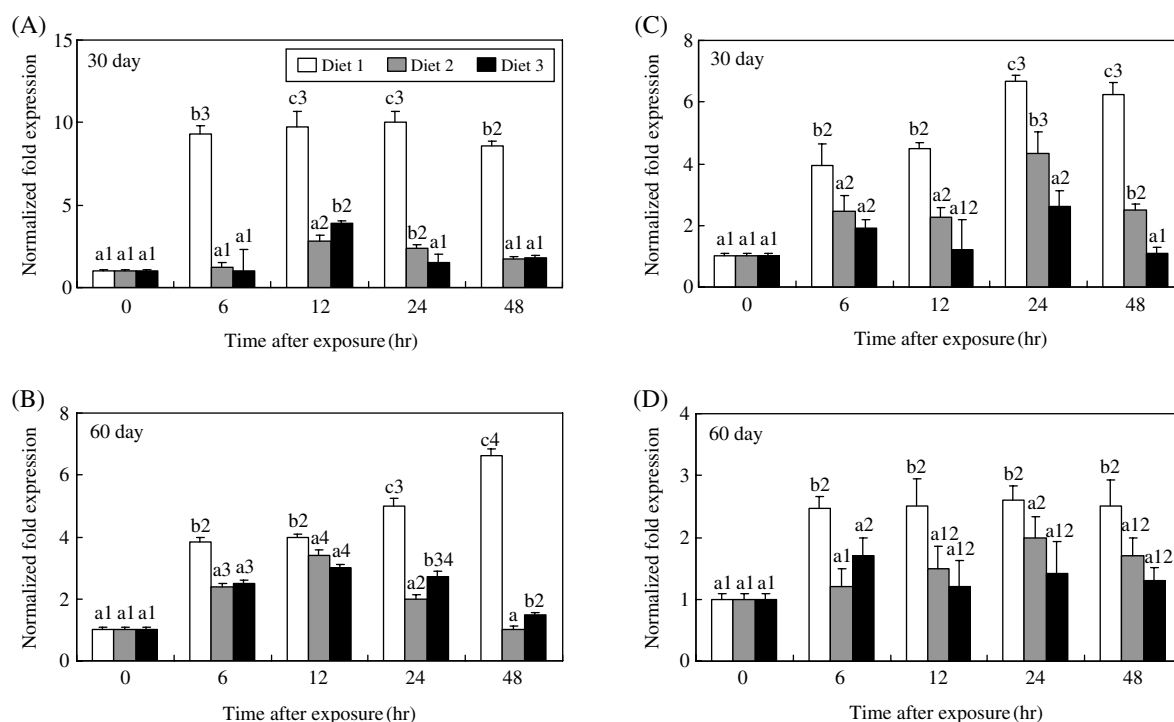 (A)
15
10
5
0
Normalized fold expression
30 day
Diet 1 Diet 2 Diet 3
a1 a1 a1
b3 a1 a1
c3 a2 b2
c3 b2 a1
b2 a1 a1
0 6 12 24 48
Time after exposure (hr)
(C)
8
6
4
2
0
Normalized fold expression
30 day
a1 a1 a1
b2 a2 a2
b2 a2 a12
c3 b3 a2
c3 b2 a1
0 6 12 24 48
Time after exposure (hr)
(B)
8
6
4
2
0
Normalized fold expression
60 day
a1 a1 a1
b2 a3 a3
b2 a4 a4
c3 a2 b34
c4 a b2
0 6 12 24 48
Time after exposure (hr)
(D)
4
3
2
1
0
Normalized fold expression
60 day
a1 a1 a1
b2 a1 a2
b2 a12 a12
b2 a2 a12
b2 a12 a12
0 6 12 24 48
Time after exposure (hr)